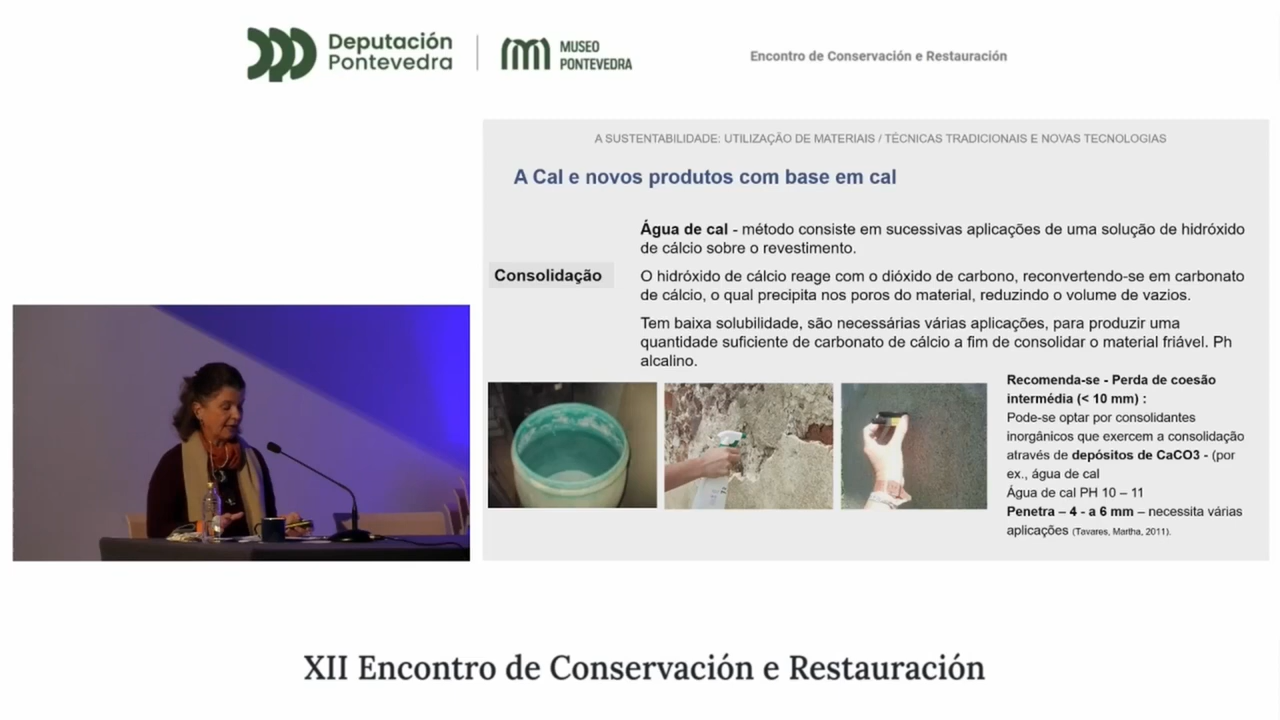 Deputación
Pontevedra
MUSEO
PONTEVEDRA
Encontro de Conservación e Restauración
A SUSTENTABILIDADE: UTILIZAÇÃO DE MATERIAIS / TÉCNICAS TRADICIONAIS E NOVAS TECNOLOGIAS
A Cal e novos produtos com base em cal
Água de cal - método consiste em sucessivas aplicações de uma solução de hidróxido
de cálcio sobre o revestimento.
Consolidação
O hidróxido de cálcio reage com o dióxido de carbono, reconvertendo-se em carbonato
de cálcio, o qual precipita nos poros do material, reduzindo o volume de vazios.
Tem baixa solubilidade, são necessárias várias aplicações, para produzir uma
quantidade suficiente de carbonato de cálcio a fim de consolidar o material friável. Ph
alcalino.
Recomenda-se - Perda de coesão
intermédia (< 10 mm) :
Pode-se optar por consolidantes
inorgânicos que exercem a consolidação
através de depósitos de CaCO3 - (por
ex., água de cal
Água de cal PH 10 – 11
Penetra – 4 - a 6 mm – necessita várias
aplicações (Tavares, Martha, 2011).
XII Encontro de Conservación e Restauración